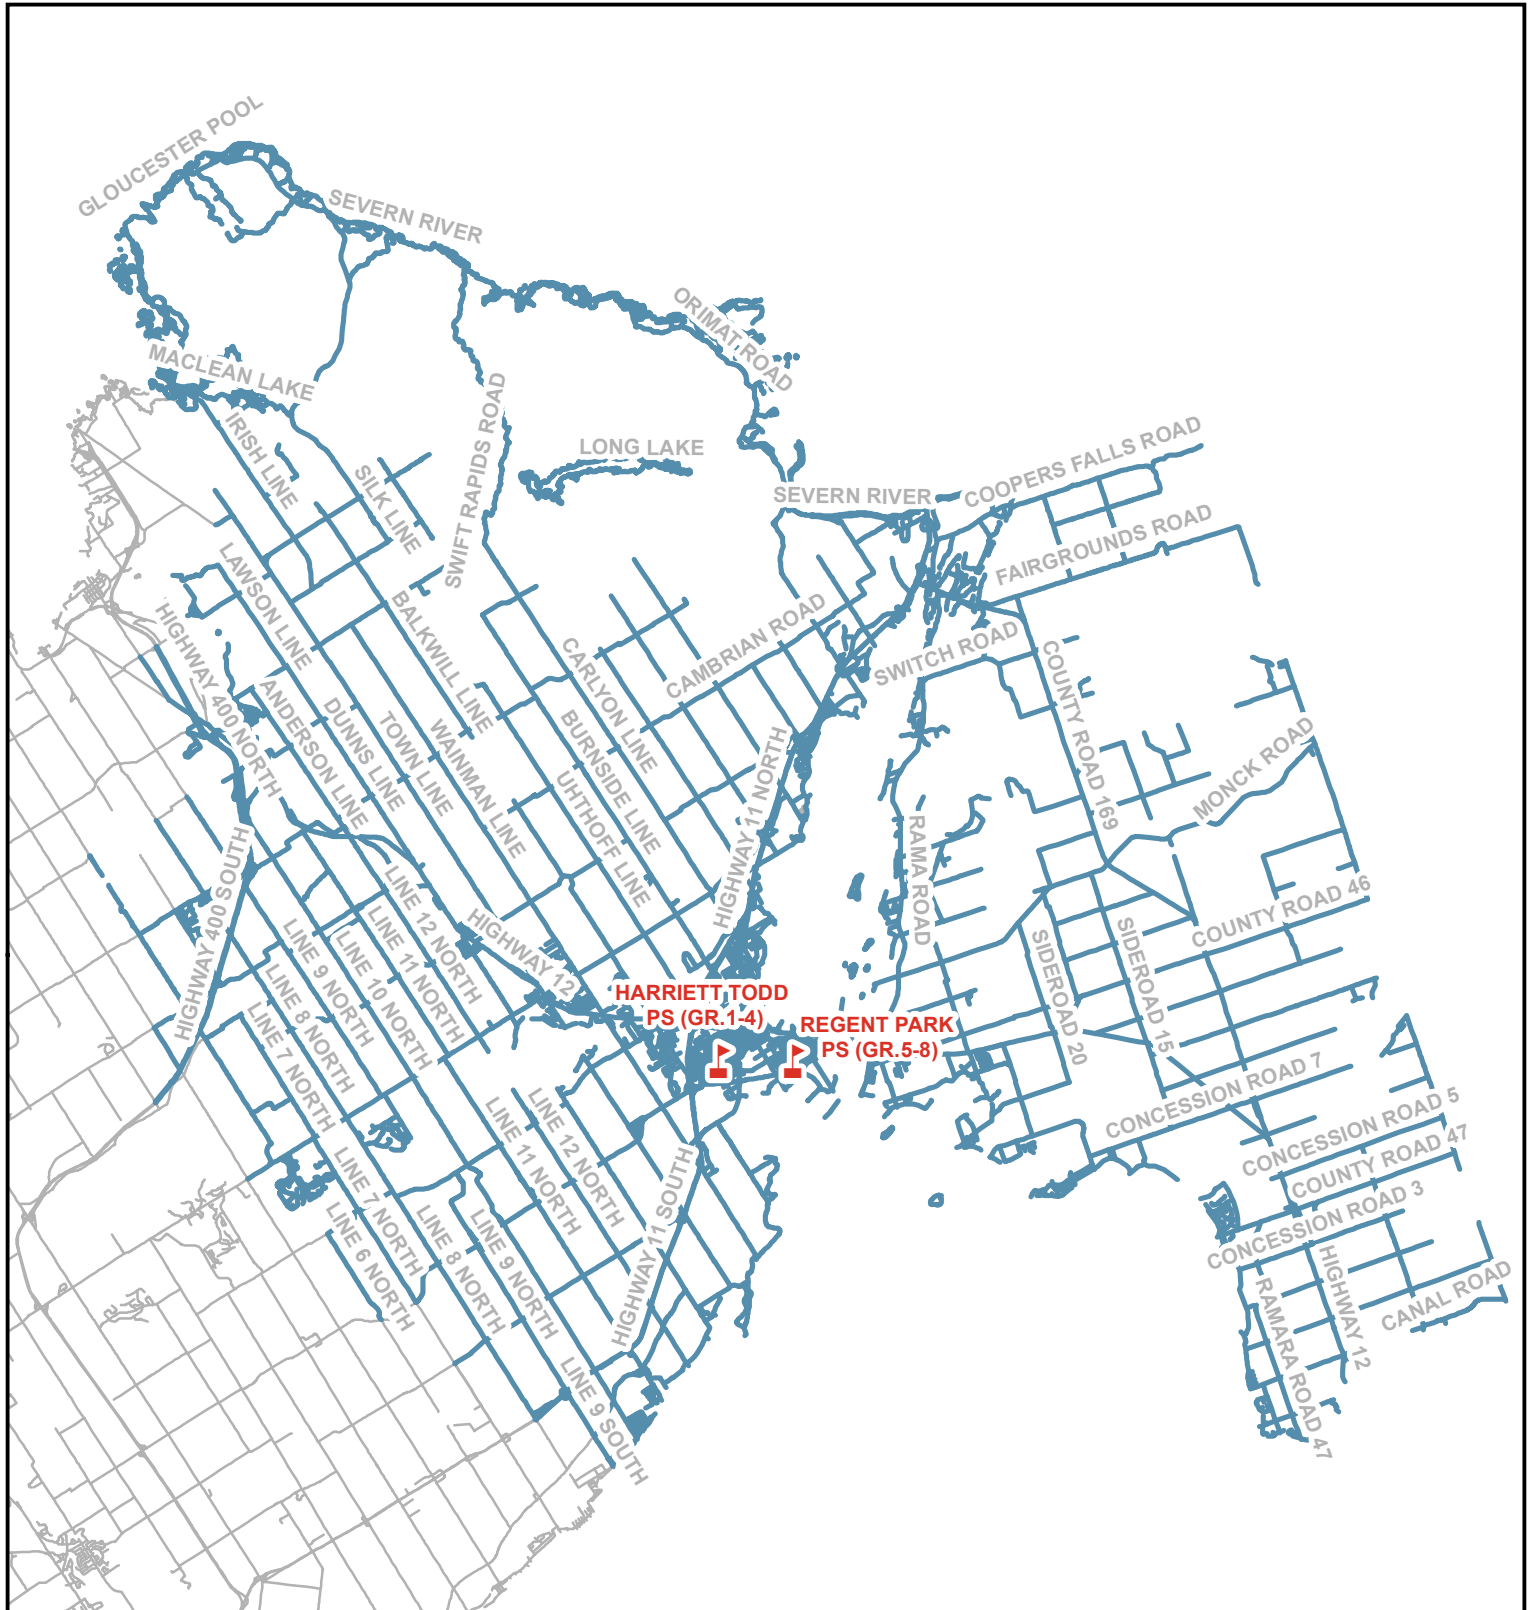 GLOUCESTER POOL
SEVERN RIVER
ORIMAT ROAD
MACLEAN LAKE
IRISH LINE
SILK LINE
SWIFT RAPIDS ROAD
LONG LAKE
SEVERN RIVER
COOPERS FALLS ROAD
FAIRGROUNDS ROAD
LAWSON LINE
HIGHWAY 400 NORTH
BALKWILL LINE
CAMBRIAN ROAD
SWITCH ROAD
COUNTY ROAD 169
CARLYON LINE
ANDERSON LINE
DUNNS LINE
TOWN LINE
WAINMAN LINE
BURNSIDE LINE
UHTHOFF LINE
HIGHWAY 11 NORTH
MONCK ROAD
RAMA ROAD
HIGHWAY 400 SOUTH
LINE 12 NORTH
LINE 11 NORTH
LINE 10 NORTH
LINE 9 NORTH
LINE 8 NORTH
LINE 7 NORTH
HIGHWAY 12
COUNTY ROAD 46
SIDEROAD 15
SIDEROAD 20
HARRIETT TODD
PS (GR.1-4)
REGENT PARK
PS (GR.5-8)
CONCESSION ROAD 7
CONCESSION ROAD 5
COUNTY ROAD 47
CONCESSION ROAD 3
LINE 12 NORTH
LINE 11 NORTH
LINE 7 NORTH
LINE 6 NORTH
LINE 8 NORTH
LINE 9 NORTH
HIGHWAY 11 SOUTH
LINE 9 SOUTH
HIGHWAY 12
RAMARA ROAD 47
CANAL ROAD